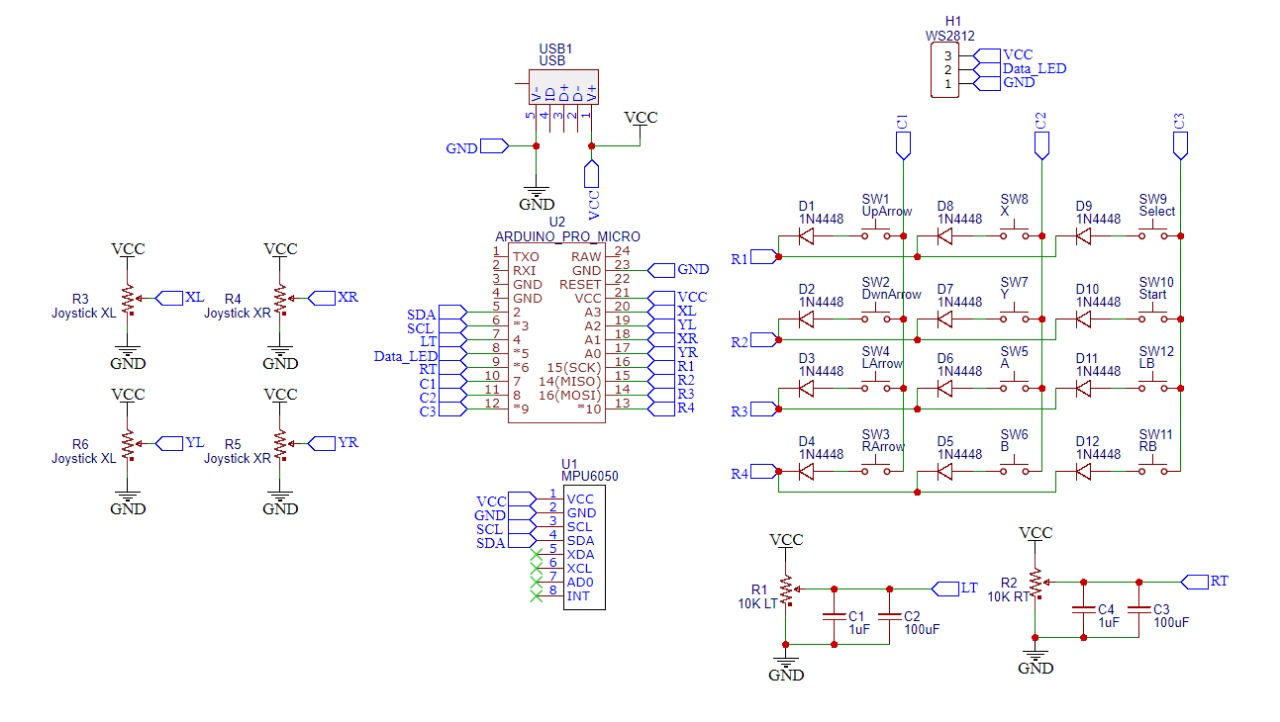 H1
WS2812
3 VCC
2 Data_LED
1 GND
USB1
USB
V- ID D+ D- V+
5 4 3 2 1
VCC
GND
GND
VCC
C1 C2 C3
U2
ARDUINO_PRO_MICRO
1 TXO RAW 24
2 RXI GND 23 GND
3 GND RESET 22
4 GND VCC 21 VCC
SDA 5 2 A3 20 XL
SCL 6 *3 A2 19 YL
LT 7 4 A1 18 XR
Data_LED 8 *5 A0 17 YR
RT 9 *6 15(SCK) 16 R1
C1 10 7 14(MISO) 15 R2
C2 11 8 16(MOSI) 14 R3
C3 12 *9 *10 13 R4
VCC VCC
R3 XL
Joystick XL
R4 XR
Joystick XR
GND GND
VCC VCC
R6 YL
Joystick XL
R5 YR
Joystick XR
GND GND
D1 SW1 D8 SW8 D9 SW9
1N4448 UpArrow 1N4448 X 1N4448 Select
R1
D2 SW2 D7 SW7 D10 SW10
1N4448 DwnArrow 1N4448 Y 1N4448 Start
R2
D3 SW4 D6 SW5 D11 SW12
1N4448 LArrow 1N4448 A 1N4448 LB
R3
D4 SW3 D5 SW6 D12 SW11
1N4448 RArrow 1N4448 B 1N4448 RB
R4
U1
MPU6050
VCC 1 VCC
GND 2 GND
SCL 3 SCL
SDA 4 SDA
5 XDA
6 XCL
7 AD0
8 INT
VCC
R1
10K LT
LT
C1
1uF
C2
100uF
GND
VCC
R2
10K RT
RT
C4
1uF
C3
100uF
GND